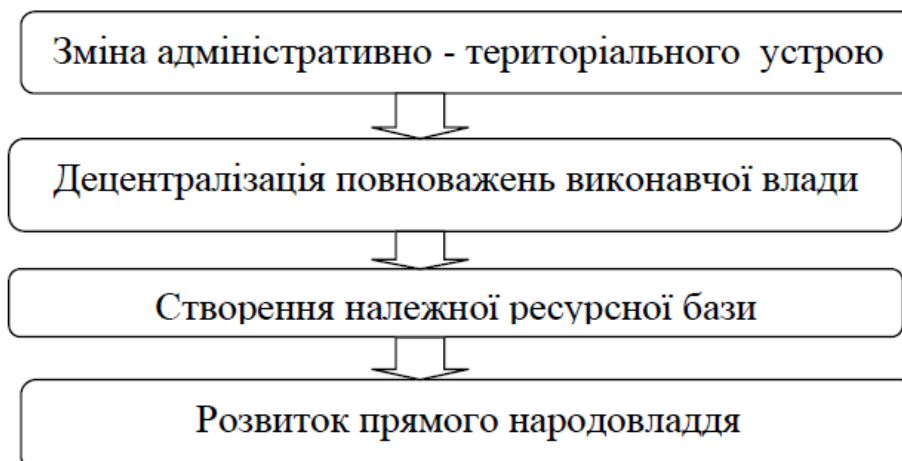 Зміна адміністративно - територіального устрою
Децентралізація повноважень виконавчої влади
Створення належної ресурсної бази
Розвиток прямого народовладдя